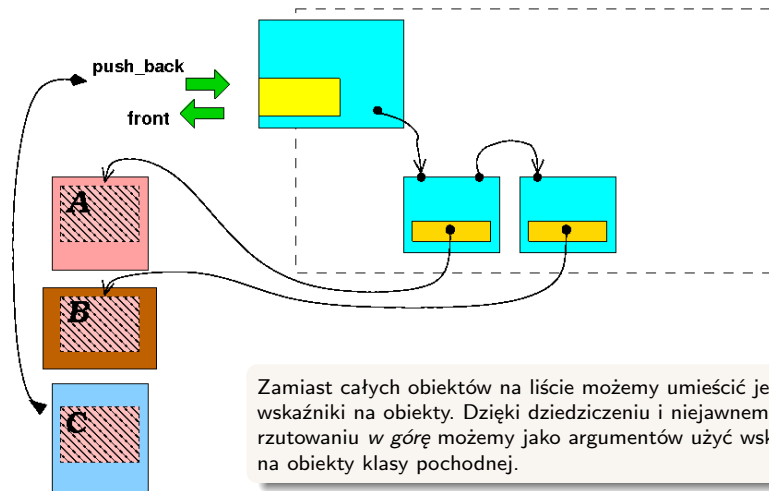 push_back
front
A
B
C
Zamiast całych obiektów na liście możemy umieścić je
wskaźniki na obiekty. Dzięki dziedziczeniu i niejawnem
rzutowaniu w górę możemy jako argumentów użyć wsk
na obiekty klasy pochodnej.